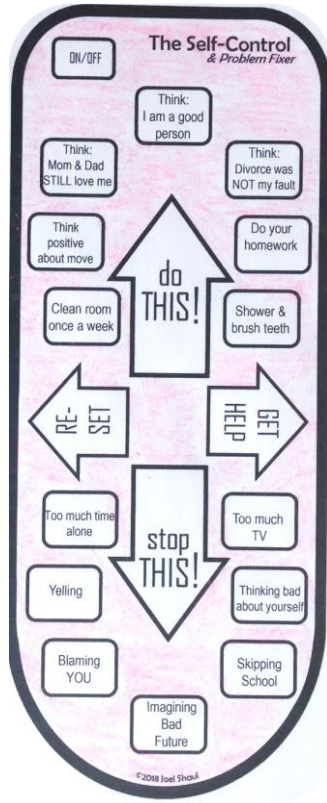 ON/OFF
The Self-Control
& Problem Fixer
Think:
I am a good
person
Think:
Mom & Dad
STILL love me
Think:
Divorce was
NOT my fault
Think
positive
about move
Do your
homework
Clean room
once a week
do
THIS!
Shower &
brush teeth
RE-
SET
GET
HELP
Too much time
alone
stop
THIS!
Too much
TV
Yelling
Thinking bad
about yourself
Blaming
YOU
Skipping
School
Imagining
Bad
Future
©2018 Joel Shaul